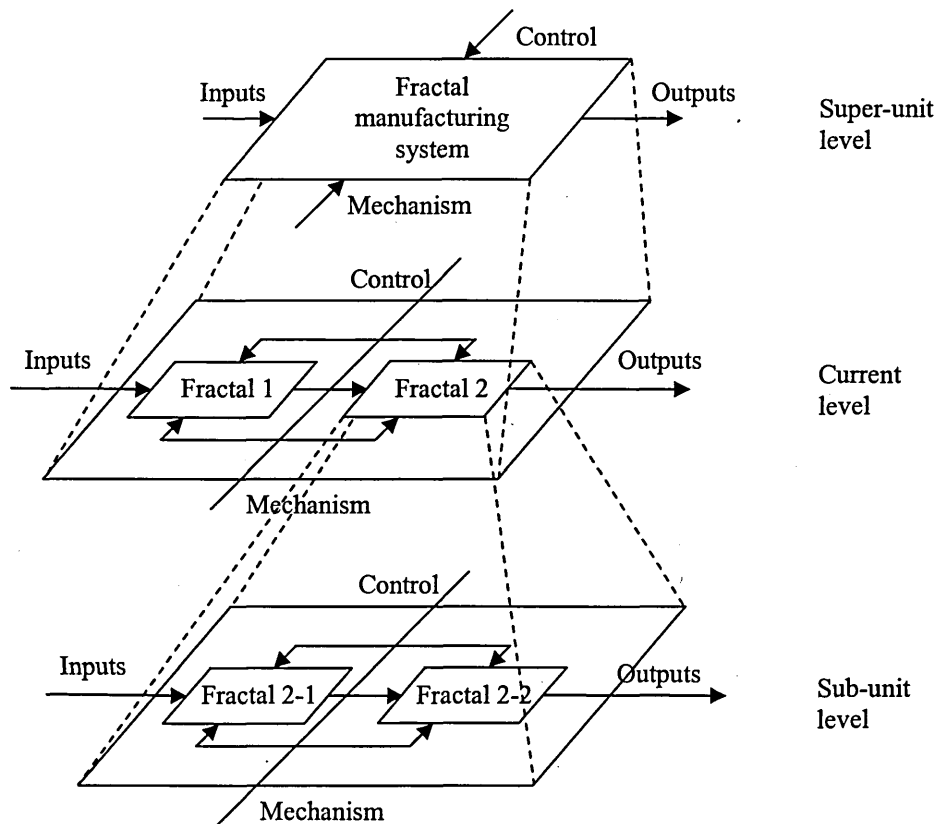 Control
Inputs
Fractal
manufacturing
system
Outputs
Super-unit
level
Mechanism
Control
Inputs
Fractal 1
Fractal 2
Outputs
Current
level
Mechanism
Control
Inputs
Fractal 2-1
Fractal 2-2
Outputs
Sub-unit
level
Mechanism